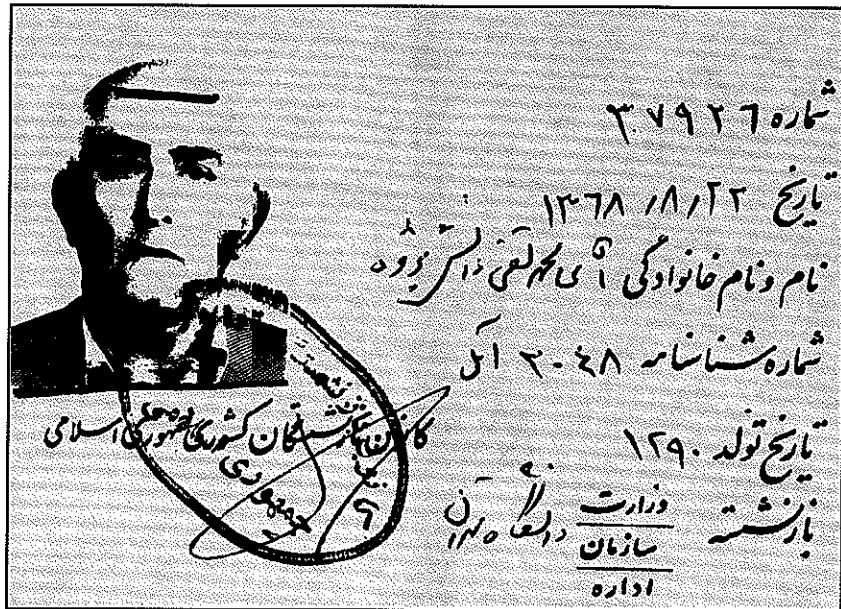 شماره ۳۰۷۹۲۶
تاریخ ۱۳۶۸/۸/۲۲
نام و نام خانوادگی آقای محمدتقی دانش پژوه
شماره شناسنامه ۲۰۴۸ آمل
تاریخ تولد ۱۲۹۰
بازنشسته وزارت
سازمان دانشگاه تهران
اداره
کانون بازنشستگان کشوری جمهوری اسلامی